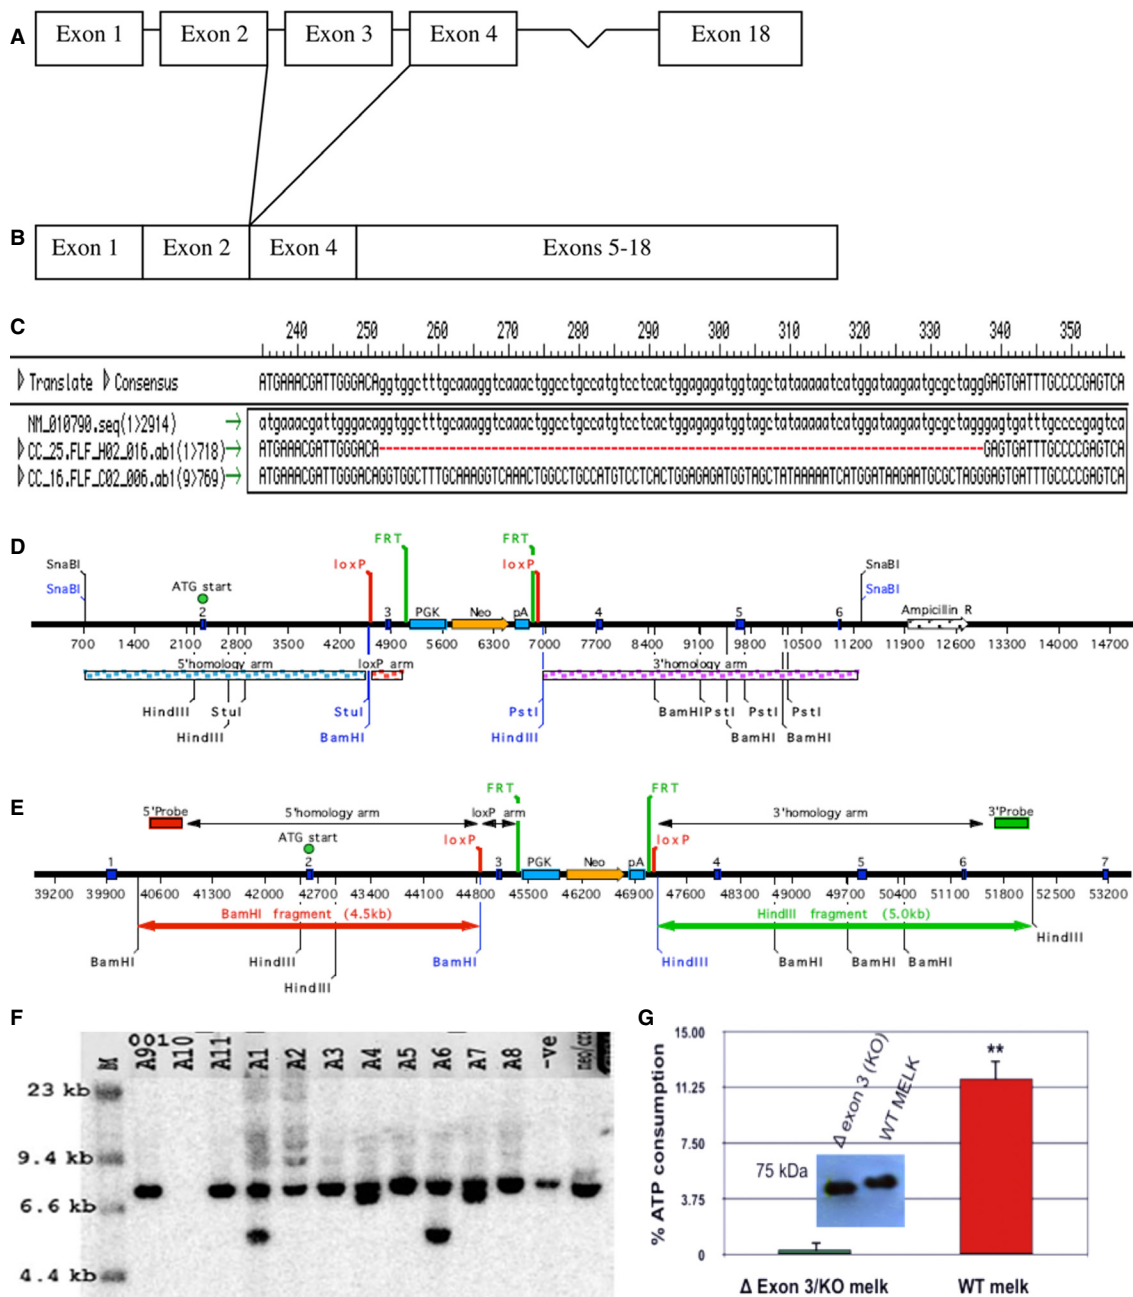 A
Exon 1
Exon 2
Exon 3
Exon 4
Exon 18
B
Exon 1
Exon 2
Exon 4
Exons 5-18
C
240 250 260 270 280 290 300 310 320 330 340 350
Translate Consensus
ATGAAACGATTGGGACAggtggctttgcaaaggtcaaactggcctgccatgtcctcactggagagatggtagctataaaaatcatggataagaatgcgctaggGAGTGATTTGCCCCGAGTCA
NM_010790.seq(1>2914)
atgaaacgattgggacaggtggctttgcaaaggtcaaactggcctgccatgtcctcactggagagatggtagctataaaaatcatggataagaatgcgctagggagtgatttgccccgagtca
CC_25.FLF_H02_016.ab1(1>718)
ATGAAACGATTGGGACA GAGTGATTTGCCCCGAGTCA
CC_16.FLF_C02_006.ab1(9>769)
ATGAAACGATTGGGACAGGTGGCTTTGCAAAGGTCAAACTGGCCTGCCATGTCCTCACTGGAGAGATGGTAGCTATAAAAATCATGGATAAGAATGCGCTAGGGAGTGATTTGCCCCGAGTCA
D
FRT FRT
SnaBI loxP loxP SnaBI
SnaBI ATG start SnaBI
2 3 PGK Neo pA 4 5 6 Ampicillin R
700 1400 2100 2800 3500 4200 4900 5600 6300 7000 7700 8400 9100 9800 10500 11200 11900 12600 13300 14000 14700
5'homology arm loxP arm 3'homology arm
HindIII StuI StuI PstI BamHI PstI PstI PstI
HindIII BamHI HindIII BamHI BamHI
E
FRT FRT
5'Probe 5'homology arm loxP arm 3'homology arm 3'Probe
ATG start loxP loxP
1 2 3 PGK Neo pA 4 5 6 7
39200 39900 40600 41300 42000 42700 43400 44100 44800 45500 46200 46900 47600 48300 49000 49700 50400 51100 51800 52500 53200
BamHI fragment (4.5kb) HindIII fragment (5.0kb)
HindIII
BamHI HindIII BamHI HindIII BamHI BamHI BamHI
HindIII
F
001
M A9 A10 A11 A1 A2 A3 A4 A5 A6 A7 A8 -ve
23 kb
9.4 kb
6.6 kb
4.4 kb
G
% ATP consumption
15.00
11.25
7.50
3.75
0
**
Δ exon 3 (KO)
WT MELK
75 kDa
Δ Exon 3/KO melk
WT melk